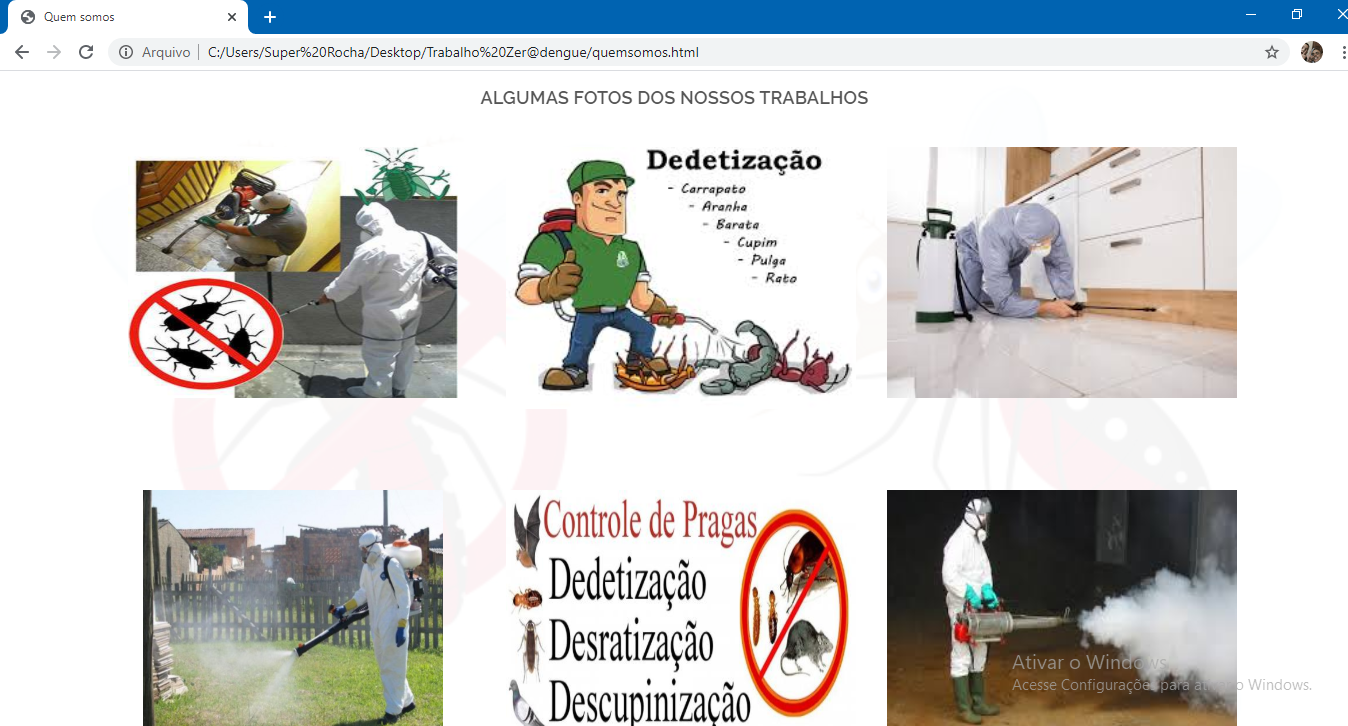 Quem somos
Arquivo
C:/Users/Super%20Rocha/Desktop/Trabalho%20Zer@dengue/quemsomos.html
ALGUMAS FOTOS DOS NOSSOS TRABALHOS
Dedetização
- Carrapato
- Aranha
- Barata
- Cupim
- Pulga
- Rato
Controle de Pragas
Dedetização
Desratização
Descupinização
Ativar o Windows
Acesse Configurações para ativar o Windows.